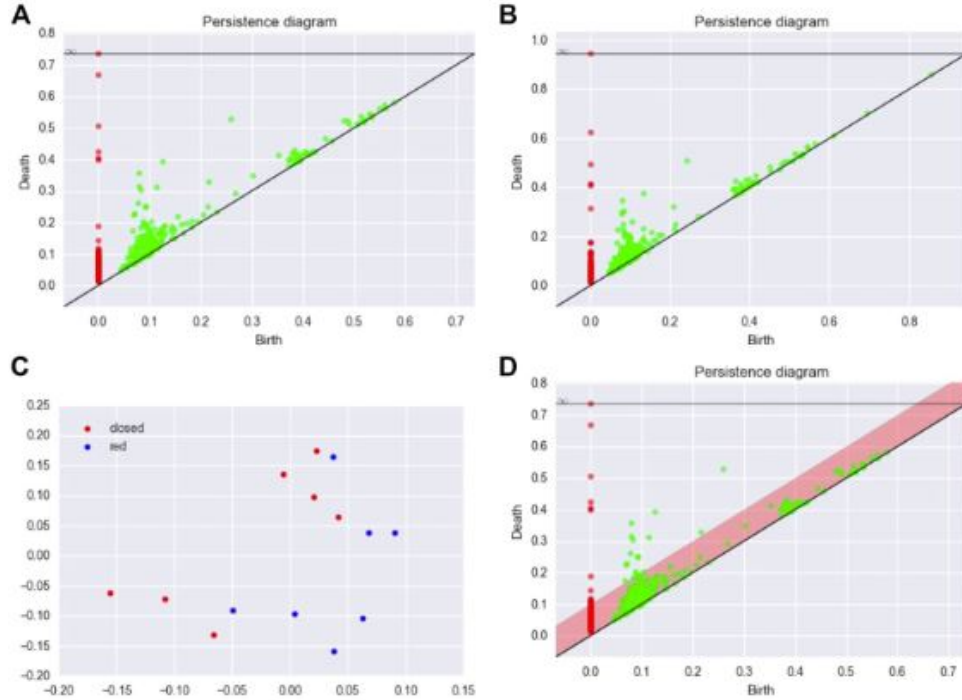 A
Persistence diagram
0.8
∞
0.7
0.6
0.5
0.4
0.3
0.2
0.1
0.0
Death
0.0 0.1 0.2 0.3 0.4 0.5 0.6 0.7
Birth
B
Persistence diagram
1.0
∞
0.8
0.6
0.4
0.2
0.0
Death
0.0 0.2 0.4 0.6 0.8
Birth
C
0.25
0.20
0.15
0.10
0.05
0.00
−0.05
−0.10
−0.15
−0.20
closed
red
−0.20 −0.15 −0.10 −0.05 0.00 0.05 0.10 0.15
D
Persistence diagram
0.8
∞
0.7
0.6
0.5
0.4
0.3
0.2
0.1
0.0
Death
0.0 0.1 0.2 0.3 0.4 0.5 0.6 0.7
Birth